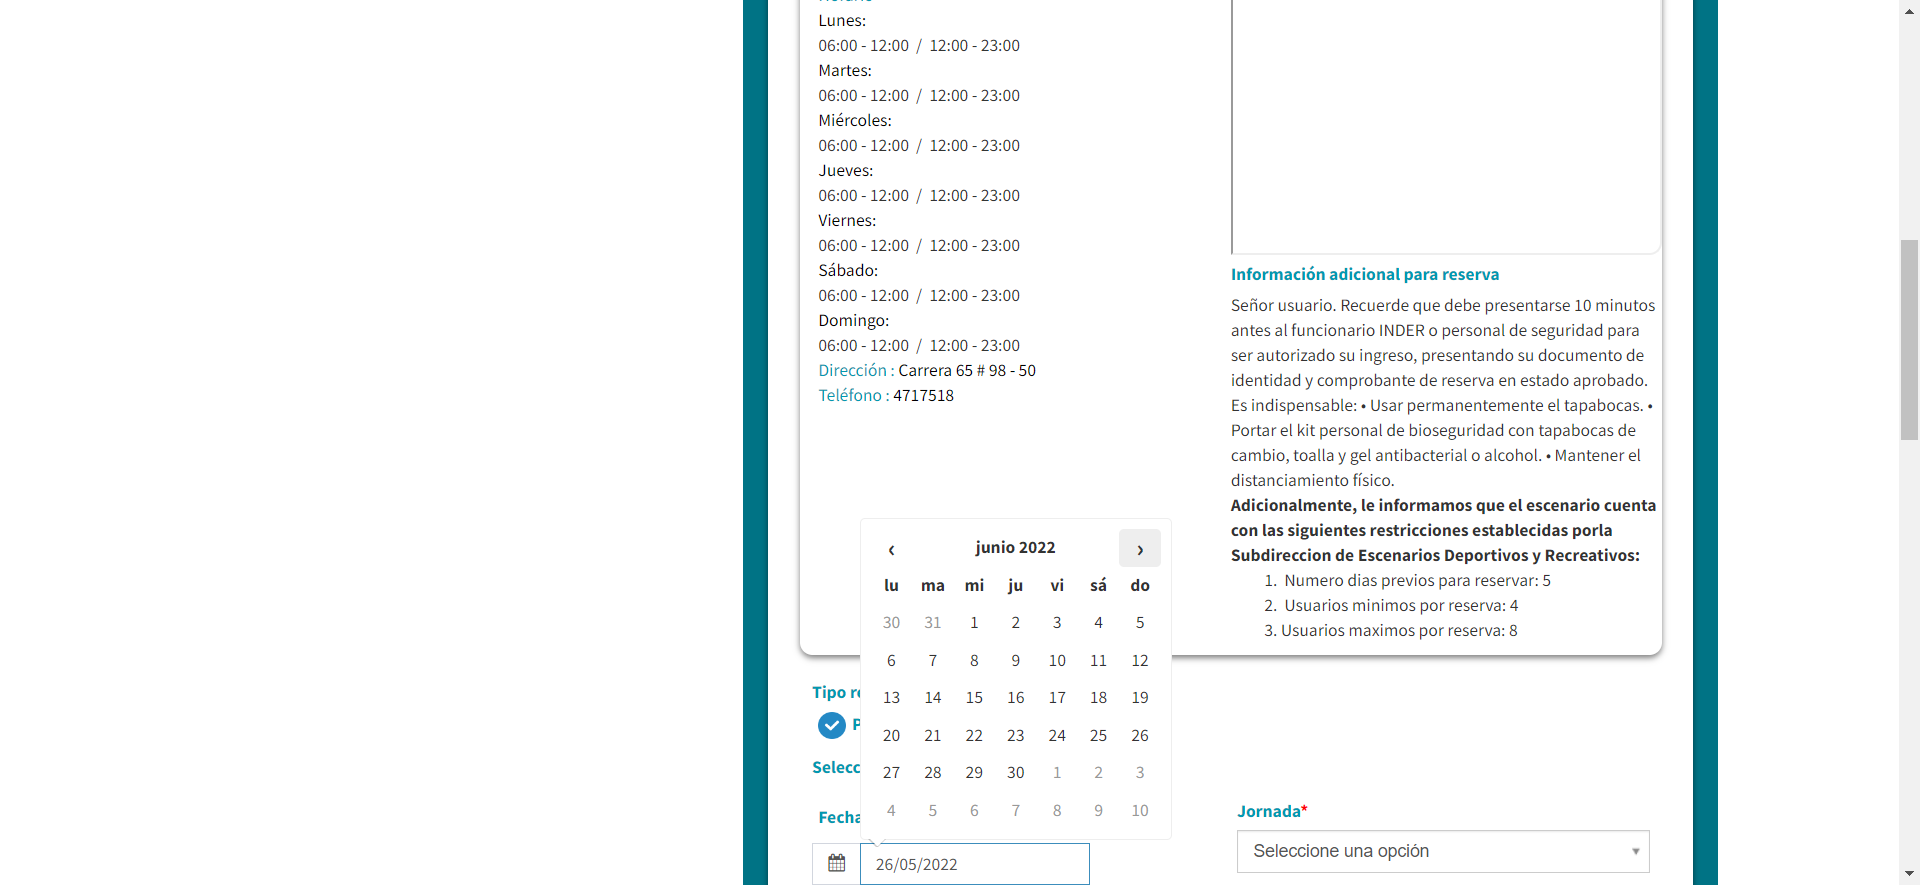 Lunes:
06:00 - 12:00 / 12:00 - 23:00
Martes:
06:00 - 12:00 / 12:00 - 23:00
Miércoles:
06:00 - 12:00 / 12:00 - 23:00
Jueves:
06:00 - 12:00 / 12:00 - 23:00
Viernes:
06:00 - 12:00 / 12:00 - 23:00
Sábado:
06:00 - 12:00 / 12:00 - 23:00
Domingo:
06:00 - 12:00 / 12:00 - 23:00
Dirección : Carrera 65 # 98 - 50
Teléfono : 4717518
Información adicional para reserva
Señor usuario. Recuerde que debe presentarse 10 minutos
antes al funcionario INDER o personal de seguridad para
ser autorizado su ingreso, presentando su documento de
identidad y comprobante de reserva en estado aprobado.
Es indispensable: • Usar permanentemente el tapabocas. •
Portar el kit personal de bioseguridad con tapabocas de
cambio, toalla y gel antibacterial o alcohol. • Mantener el
distanciamiento físico.
Adicionalmente, le informamos que el escenario cuenta
con las siguientes restricciones establecidas porla
Subdireccion de Escenarios Deportivos y Recreativos:
1. Numero dias previos para reservar: 5
2. Usuarios minimos por reserva: 4
3. Usuarios maximos por reserva: 8
‹ junio 2022 ›
lu ma mi ju vi sá do
30 31 1 2 3 4 5
6 7 8 9 10 11 12
13 14 15 16 17 18 19
20 21 22 23 24 25 26
27 28 29 30 1 2 3
4 5 6 7 8 9 10
Tipo
Selecc
Fecha
26/05/2022
Jornada*
Seleccione una opción